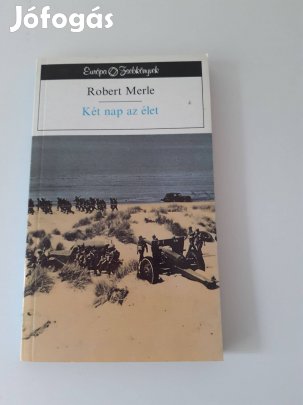 Jófogás
Európa Zsebkönyvek
Robert Merle
Két nap az élet